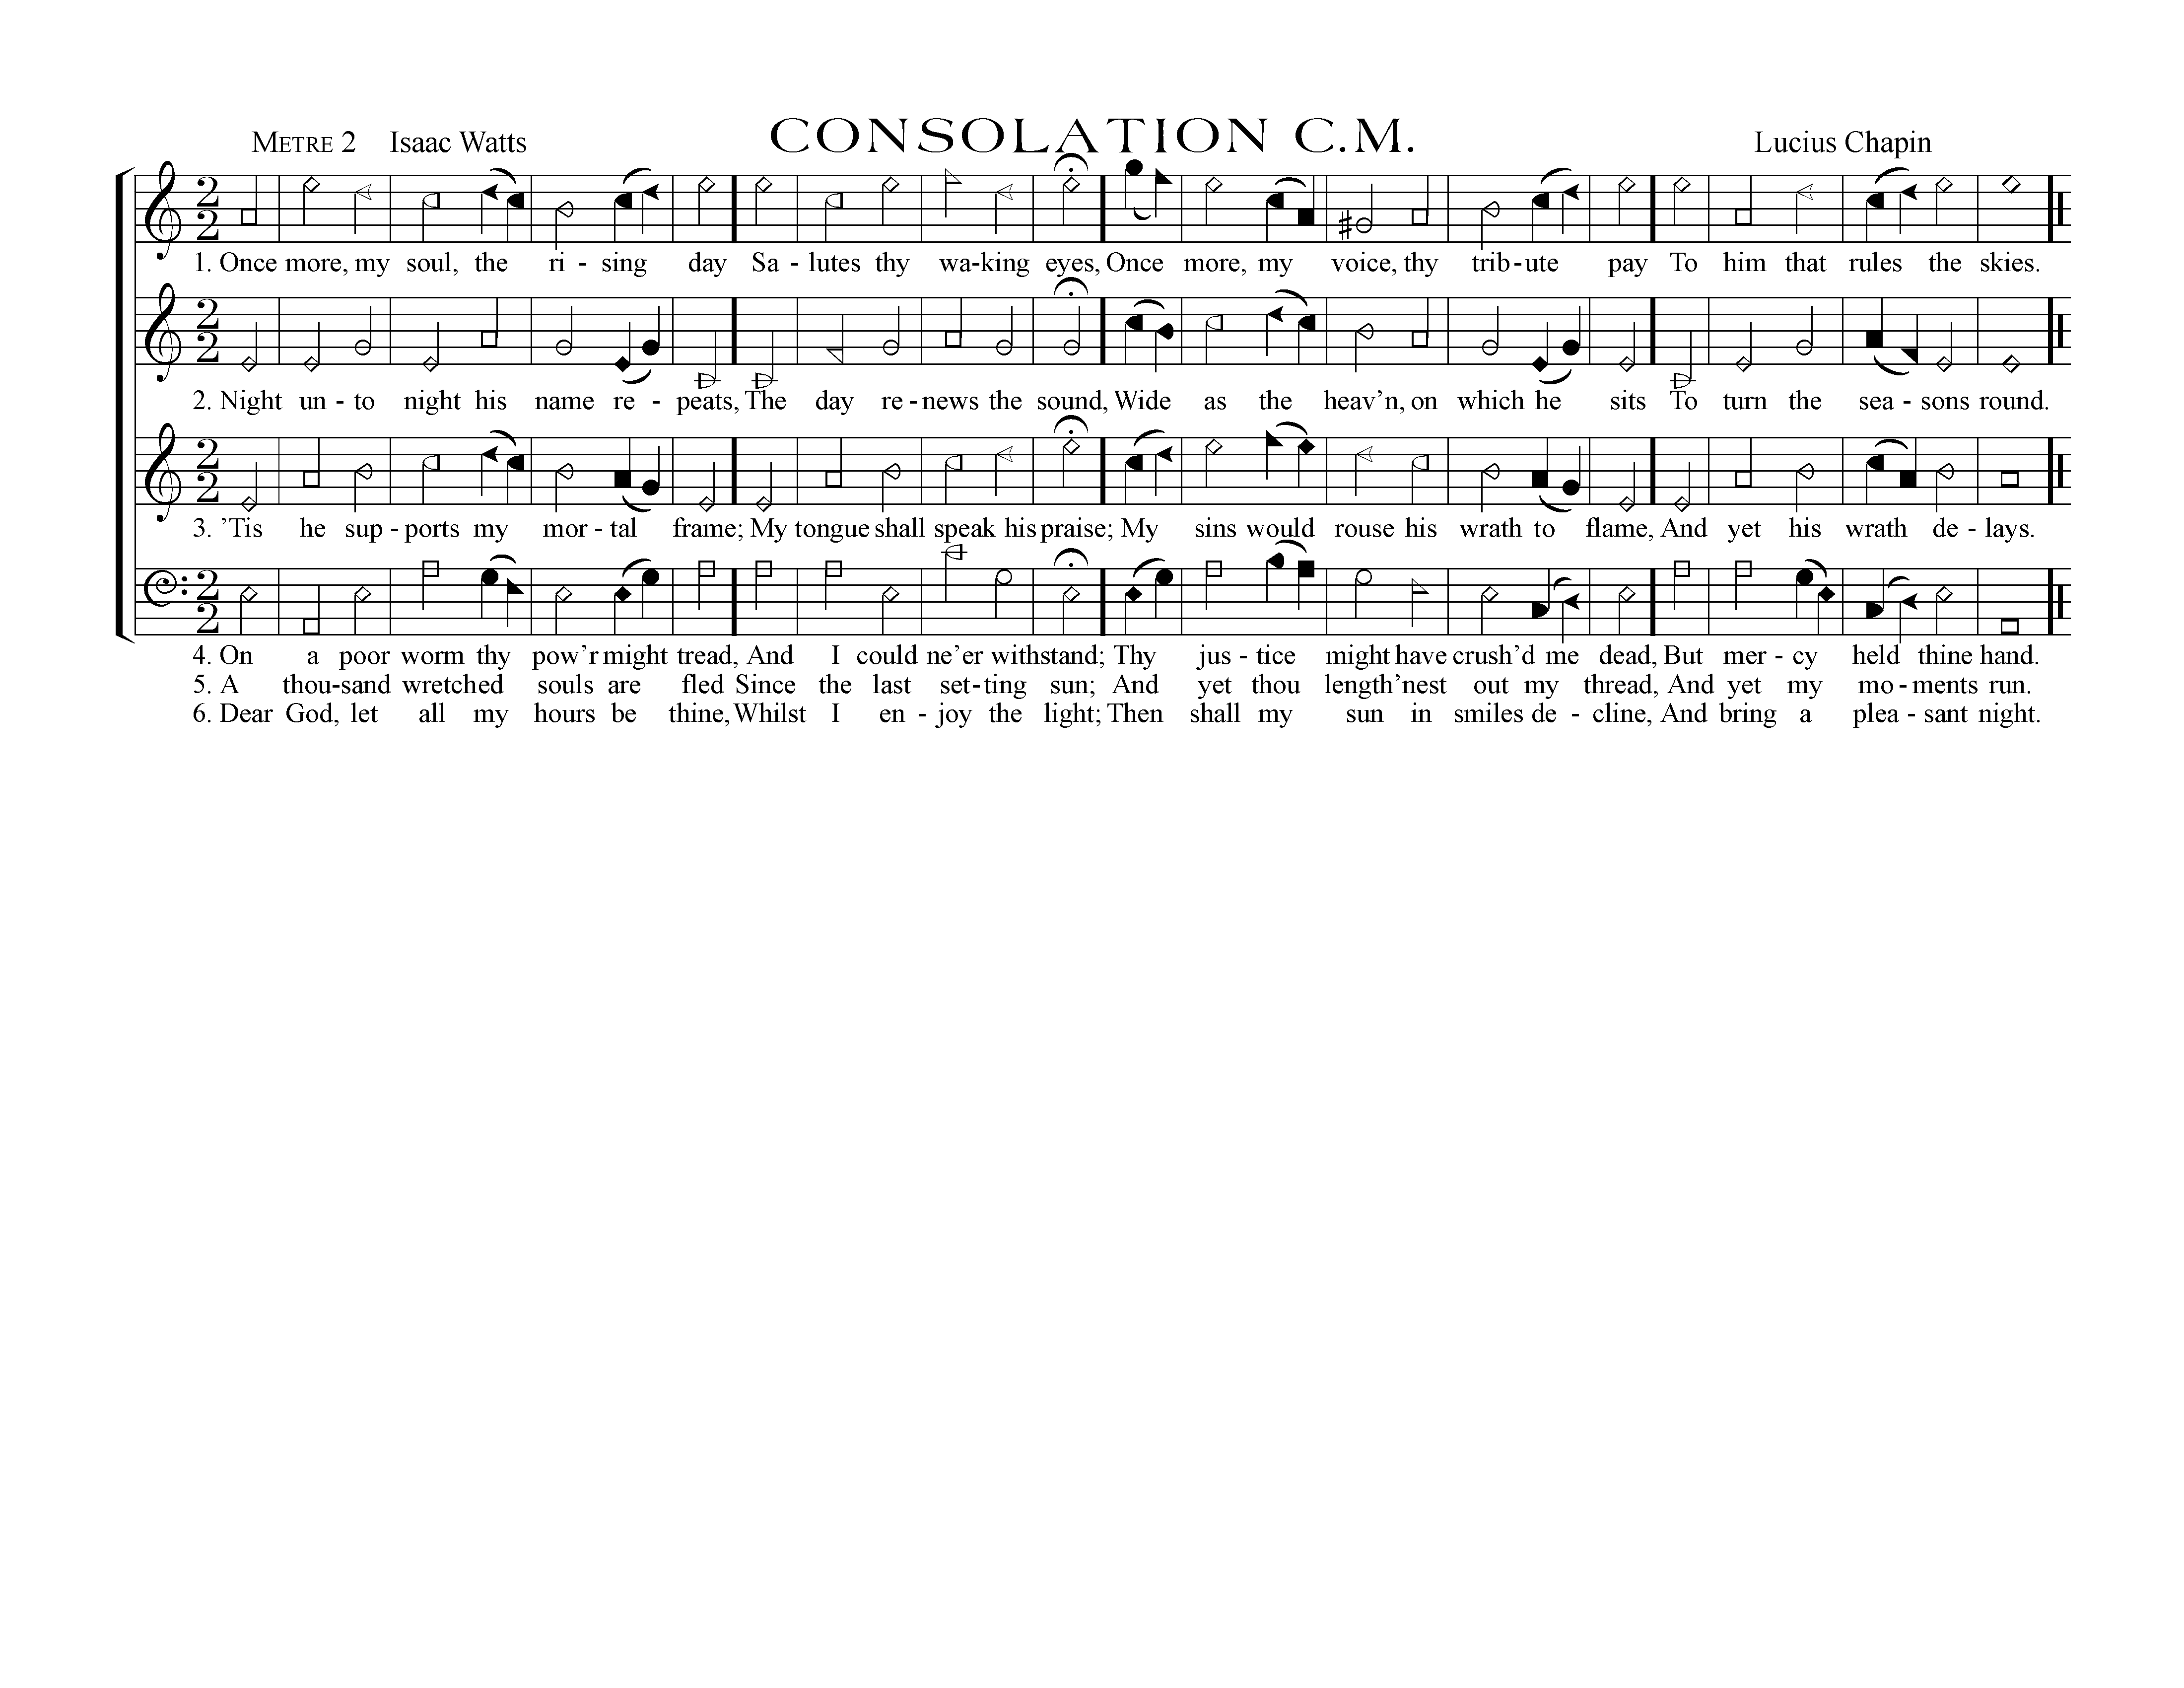 CONSOLATION C.M.
METRE 2 Isaac Watts Lucius Chapin
2 2
1. Once more, my soul, the ri - sing day Sa - lutes thy wa-king eyes, Once more, my voice, thy trib-ute pay To him that rules the skies.
2 2
2. Night un - to night his name re - peats, The day re-news the sound, Wide as the heav'n, on which he sits To turn the sea - sons round.
2 2
3. ’Tis he sup - ports my mor - tal frame; My tongue shall speak his praise; My sins would rouse his wrath to flame, And yet his wrath de - lays.
2 2
4. On a poor worm thy pow’r might tread, And I could ne’er withstand; Thy jus - tice might have crush’d me dead, But mer - cy held thine hand.
5. A thou-sand wretched souls are fled Since the last set-ting sun; And yet thou length’nest out my thread, And yet my mo-ments run.
6. Dear God, let all my hours be thine, Whilst I en - joy the light; Then shall my sun in smiles de - cline, And bring a plea - sant night.